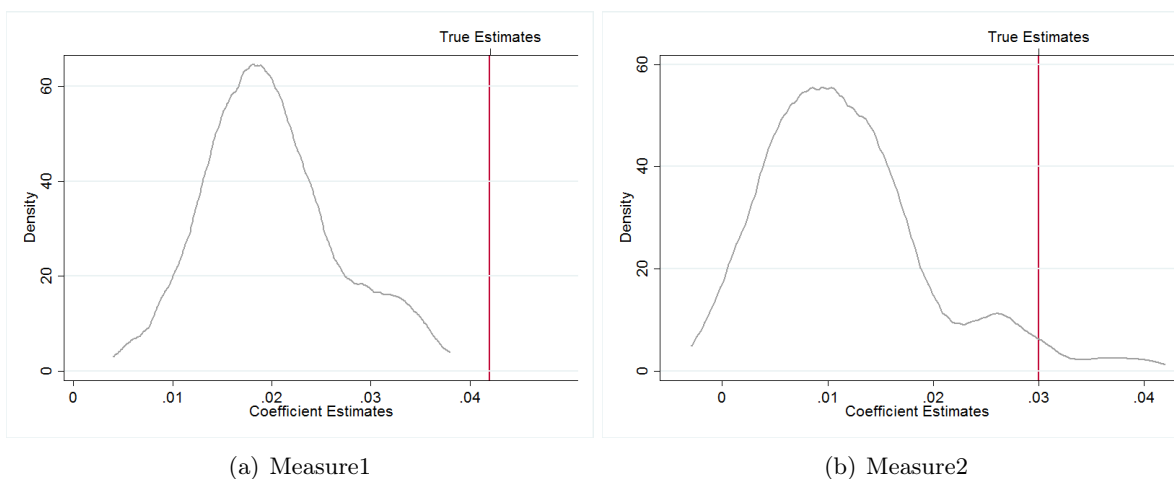 True Estimates
60
40
20
0
Density
0
.01
.02
.03
.04
Coefficient Estimates
(a) Measure1
True Estimates
60
40
20
0
Density
0
.01
.02
.03
.04
Coefficient Estimates
(b) Measure2